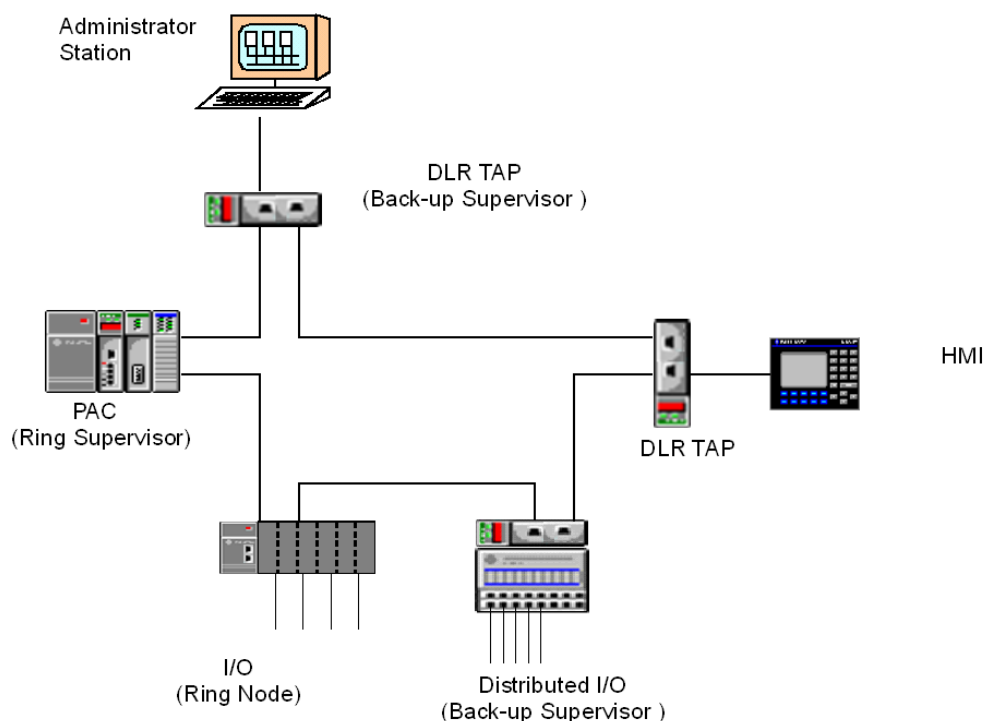 Administrator
Station
DLR TAP
(Back-up Supervisor )
HMI
PAC
(Ring Supervisor)
DLR TAP
I/O
(Ring Node)
Distributed I/O
(Back-up Supervisor )